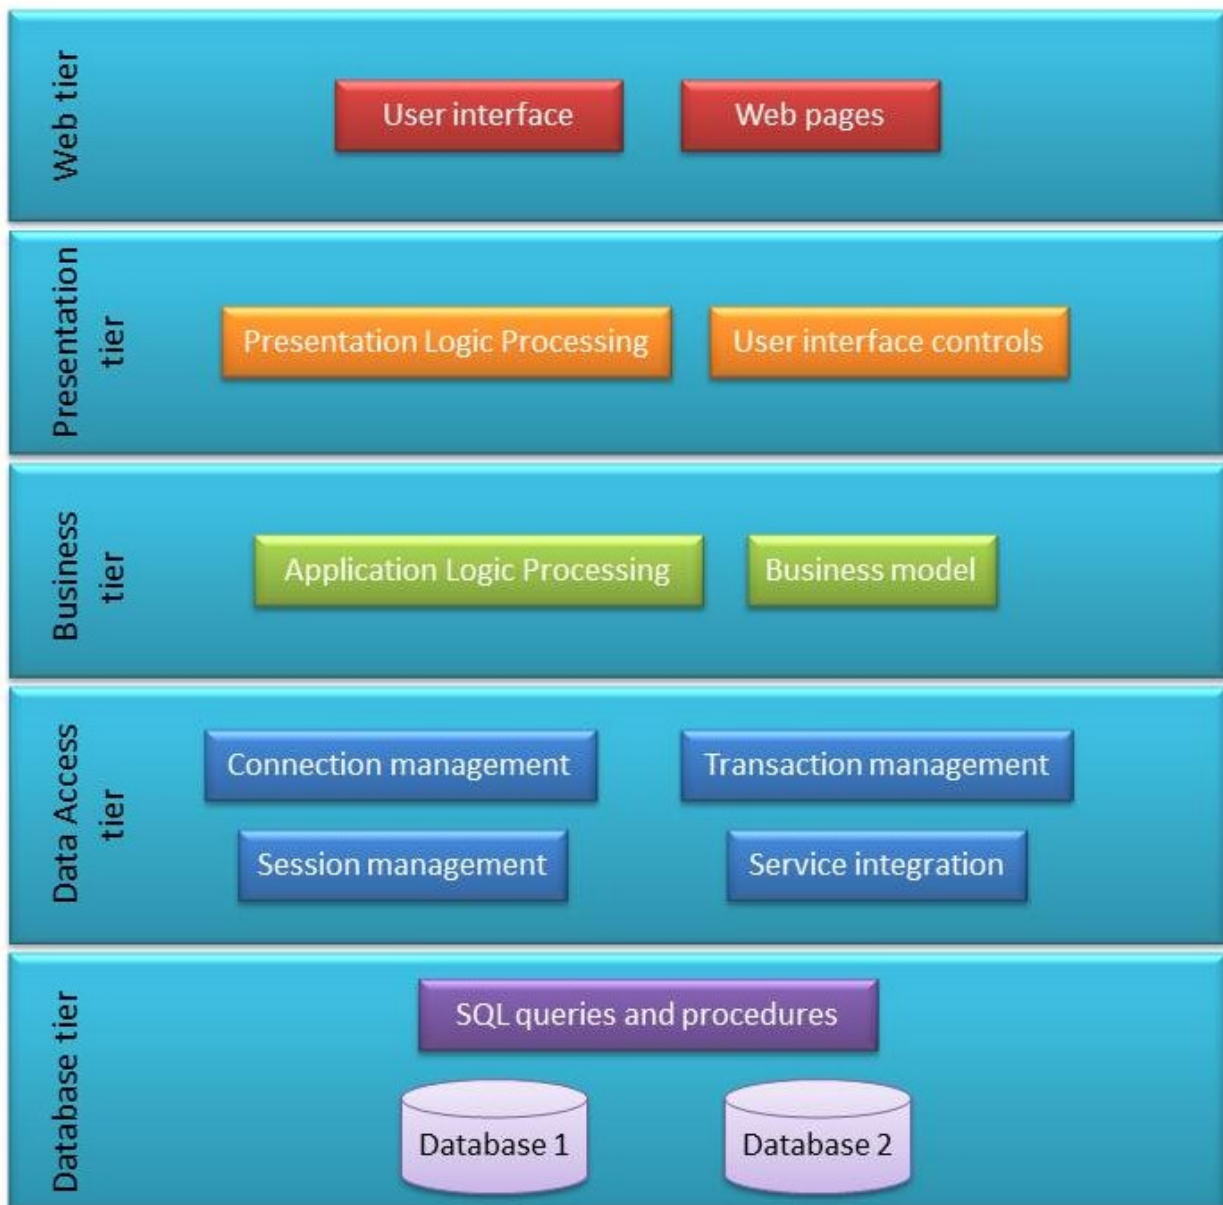 Web tier
User interface
Web pages
Presentation
tier
Presentation Logic Processing
User interface controls
Business
tier
Application Logic Processing
Business model
Data Access
tier
Connection management
Transaction management
Session management
Service integration
Database tier
SQL queries and procedures
Database 1
Database 2